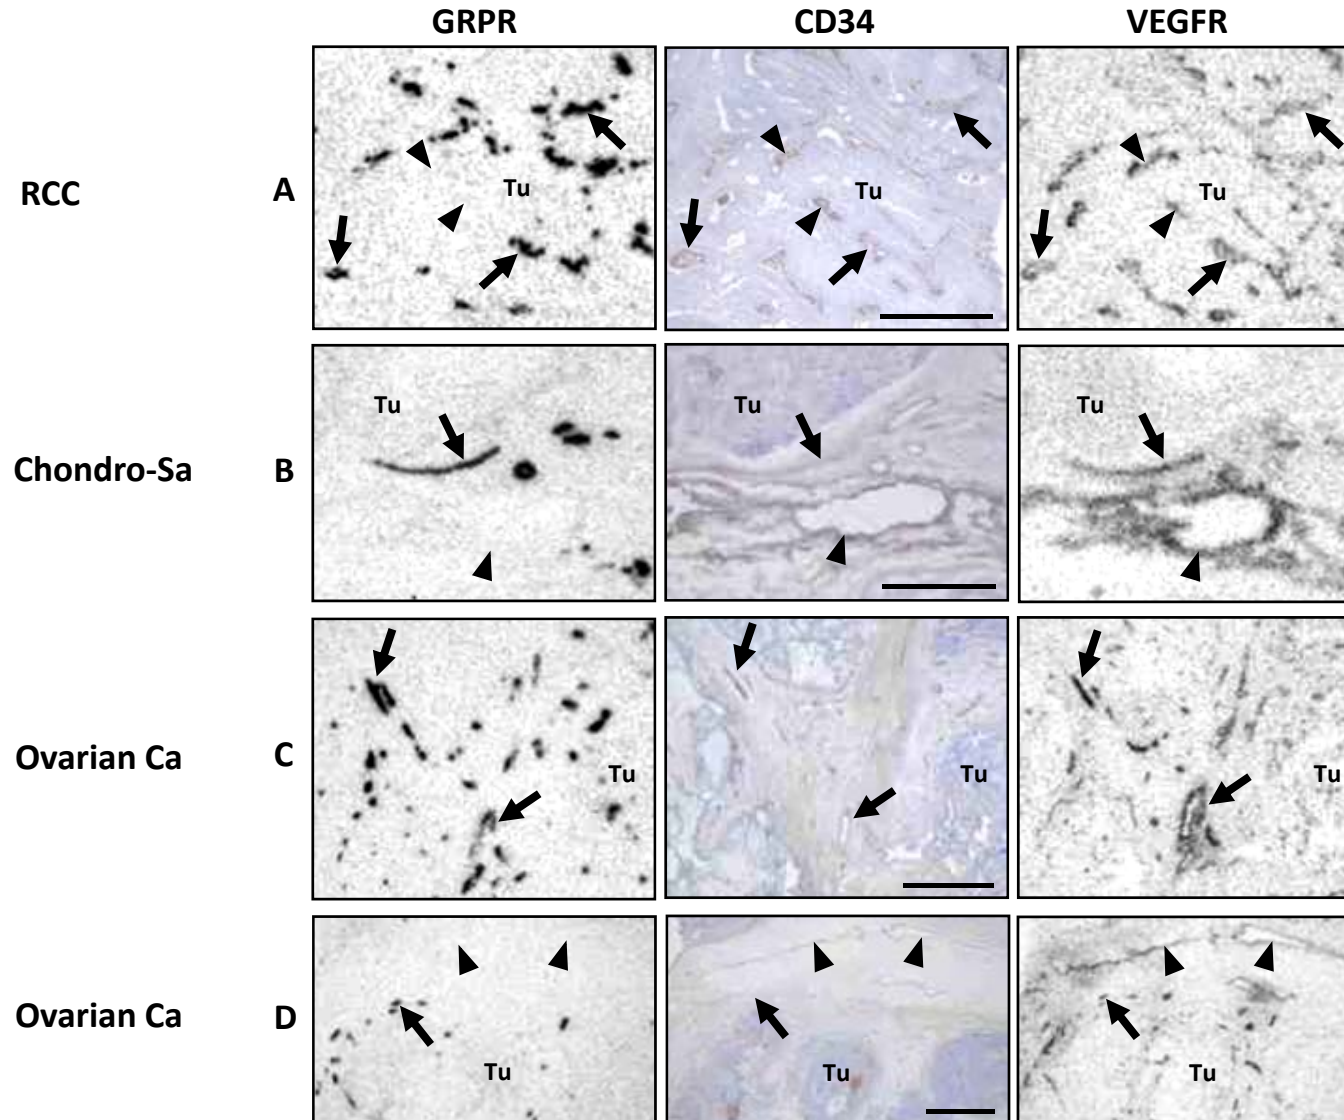 GRPR CD34 VEGFR
RCC A Tu Tu Tu
Chondro-Sa B Tu Tu Tu
Ovarian Ca C Tu Tu Tu
Ovarian Ca D Tu Tu Tu